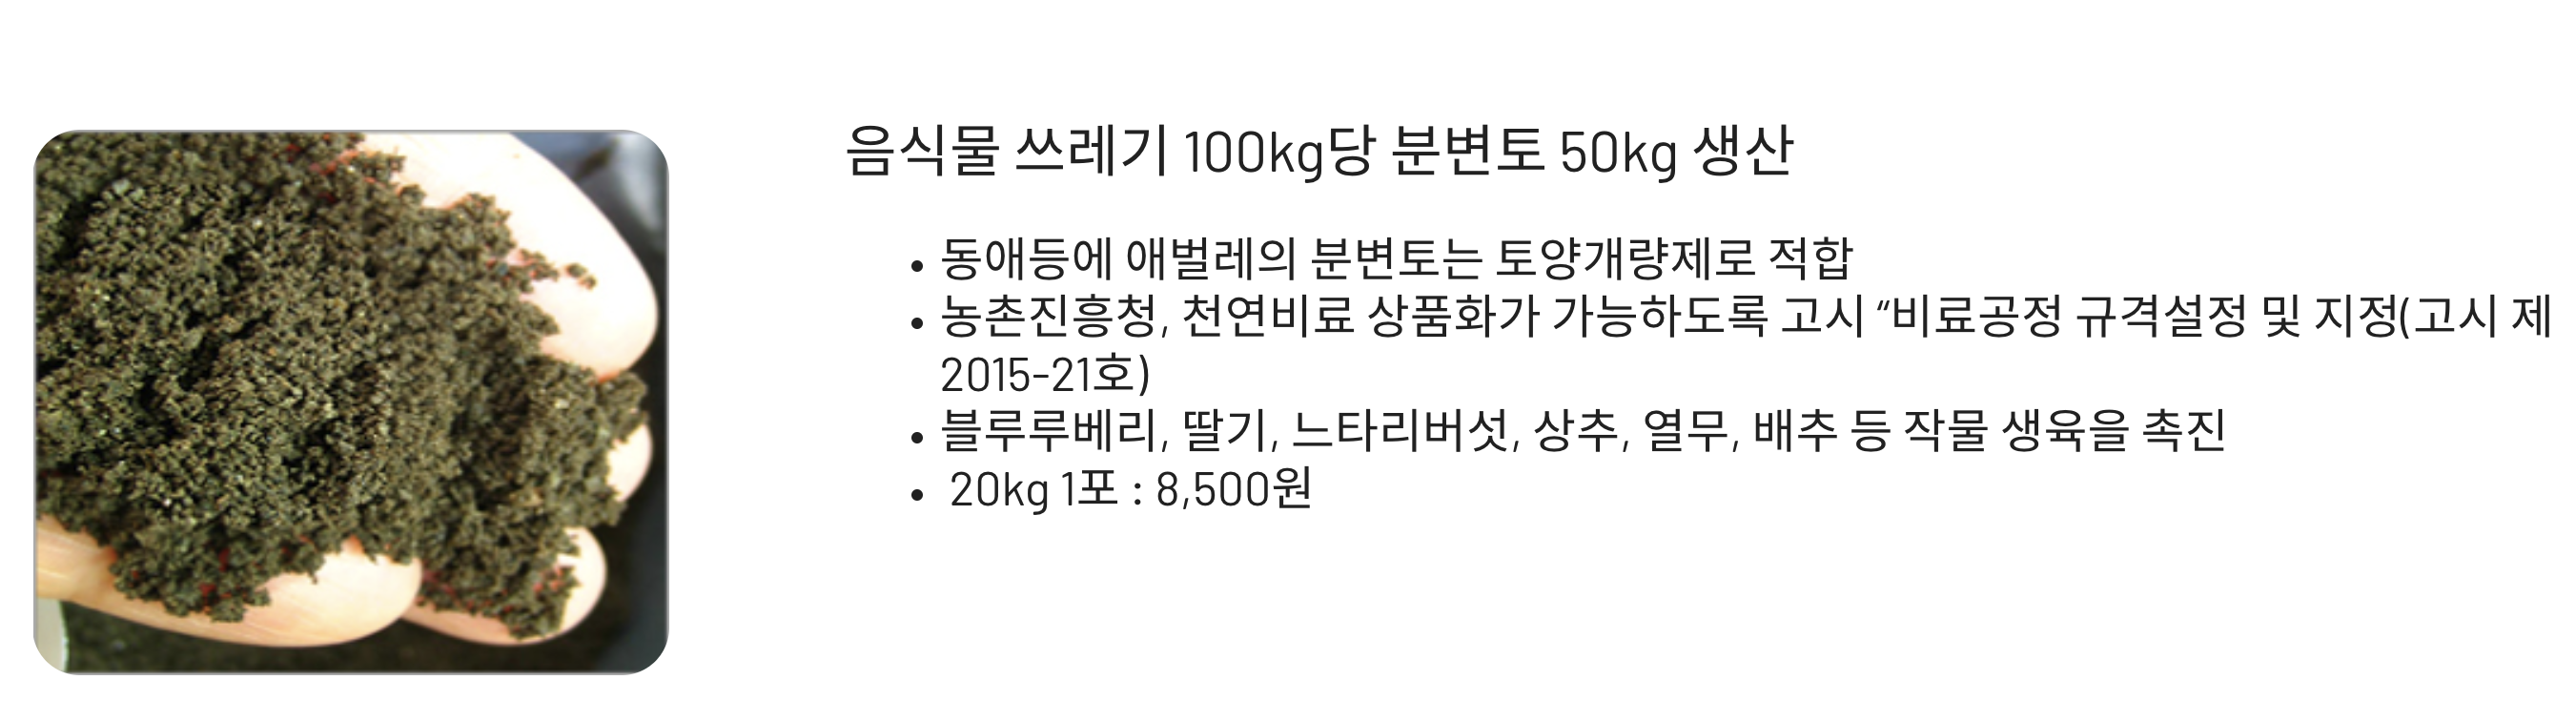 음식물 쓰레기 100kg당 분변토 50kg 생산
• 동애등에 애벌레의 분변토는 토양개량제로 적합
• 농촌진흥청, 천연비료 상품화가 가능하도록 고시 “비료공정 규격설정 및 지정(고시 제
2015-21호)
• 블루루베리, 딸기, 느타리버섯, 상추, 열무, 배추 등 작물 생육을 촉진
• 20kg 1포 : 8,500원